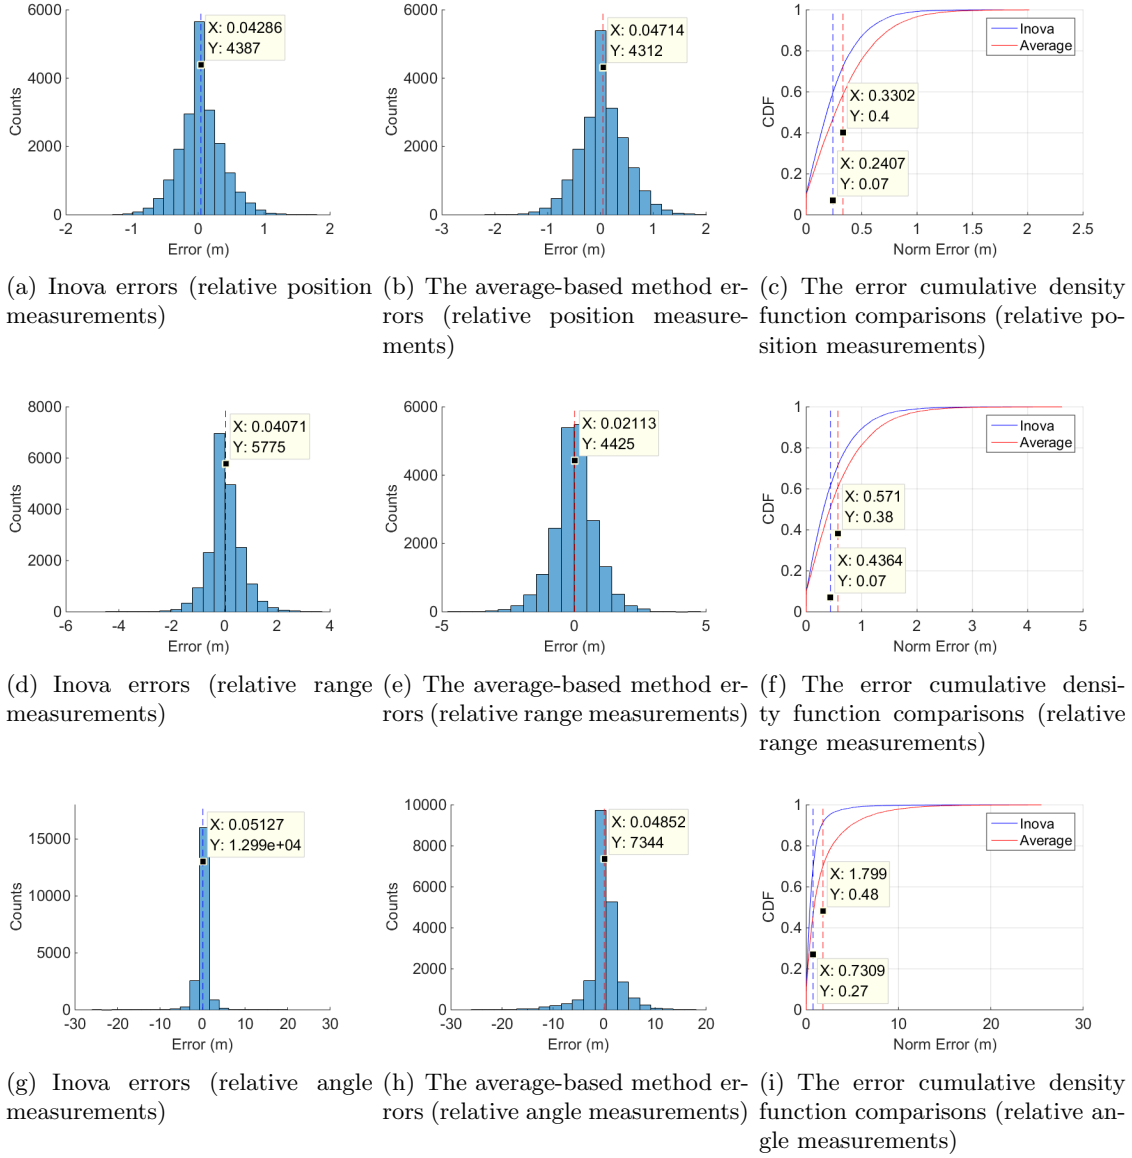 6000
4000
2000
0
Counts
X: 0.04286
Y: 4387
-2
-1
0
1
2
Error (m)
6000
4000
2000
0
Counts
X: 0.04714
Y: 4312
-4
-2
0
2
Error (m)
1
0.8
0.6
0.4
0.2
0
CDF
Inova
Average
X: 0.3302
Y: 0.4
X: 0.2407
Y: 0.07
0
0.5
1
1.5
2
2.5
Norm Error (m)
(a) Inova errors (relative position
measurements)
(b) The average-based method er-
rors (relative position measure-
ments)
(c) The error cumulative density
function comparisons (relative po-
sition measurements)
8000
6000
4000
2000
0
Counts
X: 0.04071
Y: 5775
-6
-4
-2
0
2
4
Error (m)
6000
4000
2000
0
Counts
X: 0.02113
Y: 4425
-5
0
5
Error (m)
1
0.8
0.6
0.4
0.2
0
CDF
Inova
Average
X: 0.571
Y: 0.38
X: 0.4364
Y: 0.07
0
1
2
3
4
5
Norm Error (m)
(d) Inova errors (relative range
measurements)
(e) The average-based method er-
rors (relative range measurements)
(f) The error cumulative densi-
ty function comparisons (relative
range measurements)
15000
10000
5000
0
Counts
X: 0.05127
Y: 1.299e+04
-30
-20
-10
0
10
20
30
Error (m)
10000
8000
6000
4000
2000
0
Counts
X: 0.04852
Y: 7344
-30
-20
-10
0
10
20
Error (m)
1
0.8
0.6
0.4
0.2
0
CDF
Inova
Average
X: 1.799
Y: 0.48
X: 0.7309
Y: 0.27
0
10
20
30
Norm Error (m)
(g) Inova errors (relative angle
measurements)
(h) The average-based method er-
rors (relative angle measurements)
(i) The error cumulative density
function comparisons (relative an-
gle measurements)